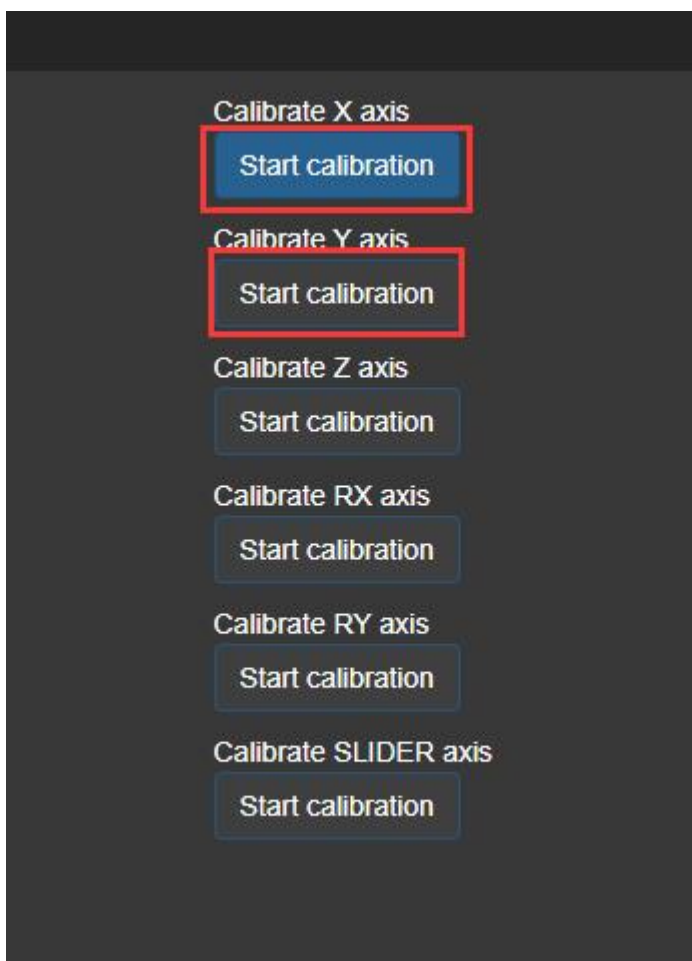 Calibrate X axis
Start calibration
Calibrate Y axis
Start calibration
Calibrate Z axis
Start calibration
Calibrate RX axis
Start calibration
Calibrate RY axis
Start calibration
Calibrate SLIDER axis
Start calibration